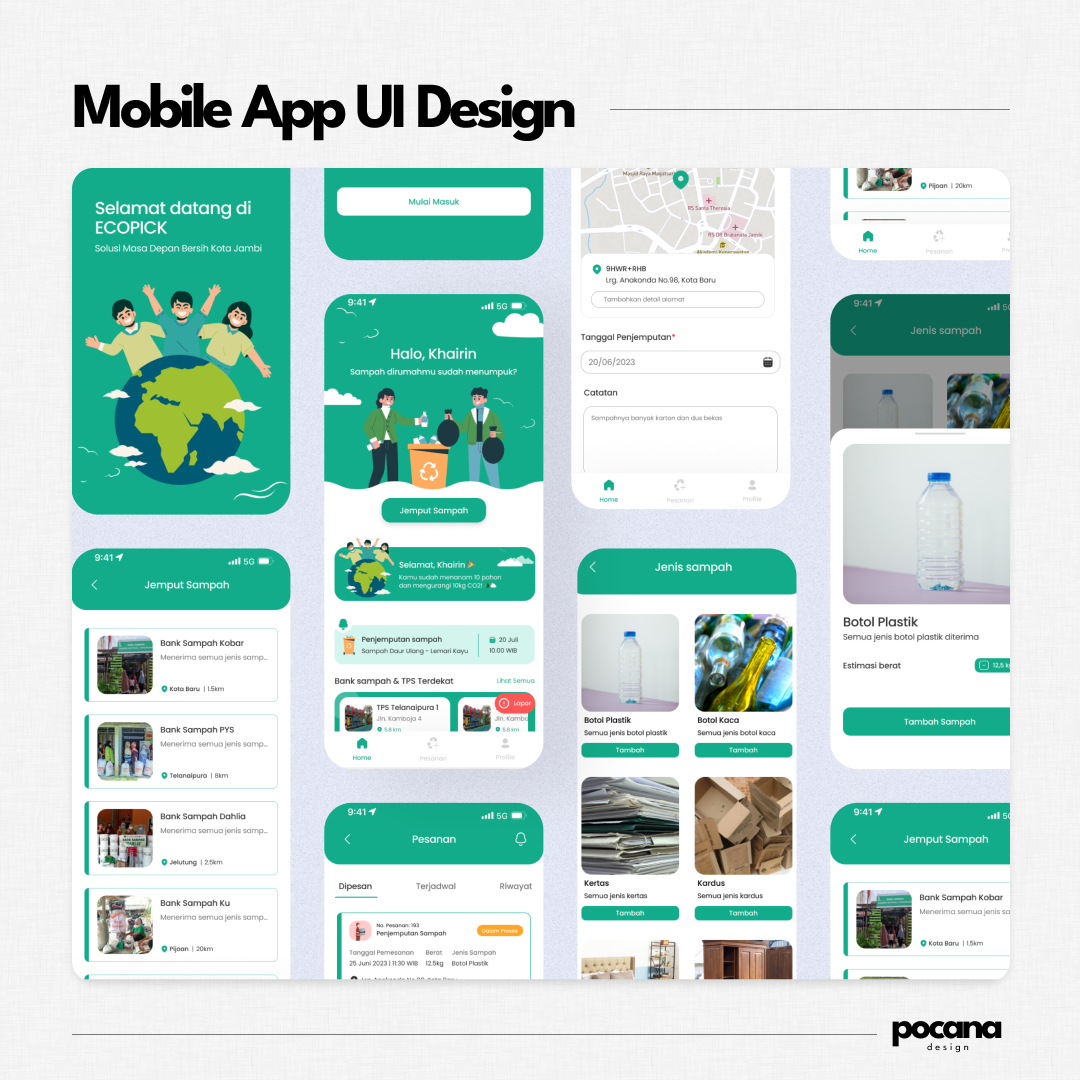 Mobile App UI Design
Selamat datang di
ECOPICK
Solusi Masa Depan Bersih Kota Jambi
9:41
5G
Jemput Sampah
Bank Sampah Kobar
Menerima semua jenis samp...
Kota Baru | 1.5km
Bank Sampah PYS
Menerima semua jenis samp...
Telanaipura | 8km
Bank Sampah Dahlia
Menerima semua jenis samp...
Jelutung | 2.5km
Bank Sampah Ku
Menerima semua jenis samp...
Pijoan | 20km
Mulai Masuk
9:41
5G
Halo, Khairin
Sampah dirumahmu sudah menumpuk?
Jemput Sampah
Selamat, Khairin 🎉
Kamu sudah menanam 10 pohon
dan mengurangi 10kg CO2!
Penjemputan sampah
Sampah Daur Ulang - Lemari Kayu
20 Juli
10.00 WIB
Bank sampah & TPS Terdekat
Lihat Semua
TPS Telanaipura 1
Jln. Kamboja 4
5.8 km
Jln. Kambo
5.8 km
Lapor
Home
Pesanan
Profile
9:41
5G
Pesanan
Dipesan
Terjadwal
Riwayat
No. Pesanan: 193
Penjemputan Sampah
Dalam Proses
Tanggal Pemesanan
Berat
Jenis Sampah
25 Juni 2023 | 11:30 WIB
12.5kg
Botol Plastik
Masjid Raya Magatsari
RS Santa Theresia
RS DR Bratanata Jambi
9HWR+RHB
Lrg. Anakonda No.98, Kota Baru
Tambahkan detail alamat
Tanggal Penjemputan*
20/06/2023
Catatan
Sampahnya banyak karton dan dus bekas
Home
Pesanan
Profile
Jenis sampah
Botol Plastik
Semua jenis botol plastik
Tambah
Botol Kaca
Semua jenis botol kaca
Tambah
Kertas
Semua jenis kertas
Tambah
Kardus
Semua jenis kardus
Tambah
Pijoan | 20km
Home
Pesanan
Pr
9:41
5G
Jenis sampah
Botol Plastik
Semua jenis botol plastik diterima
Estimasi berat
12,5 k
Tambah Sampah
9:41
5G
Jemput Sampah
Bank Sampah Kobar
Menerima semua jenis sa
Kota Baru | 1.5km
pocana
design